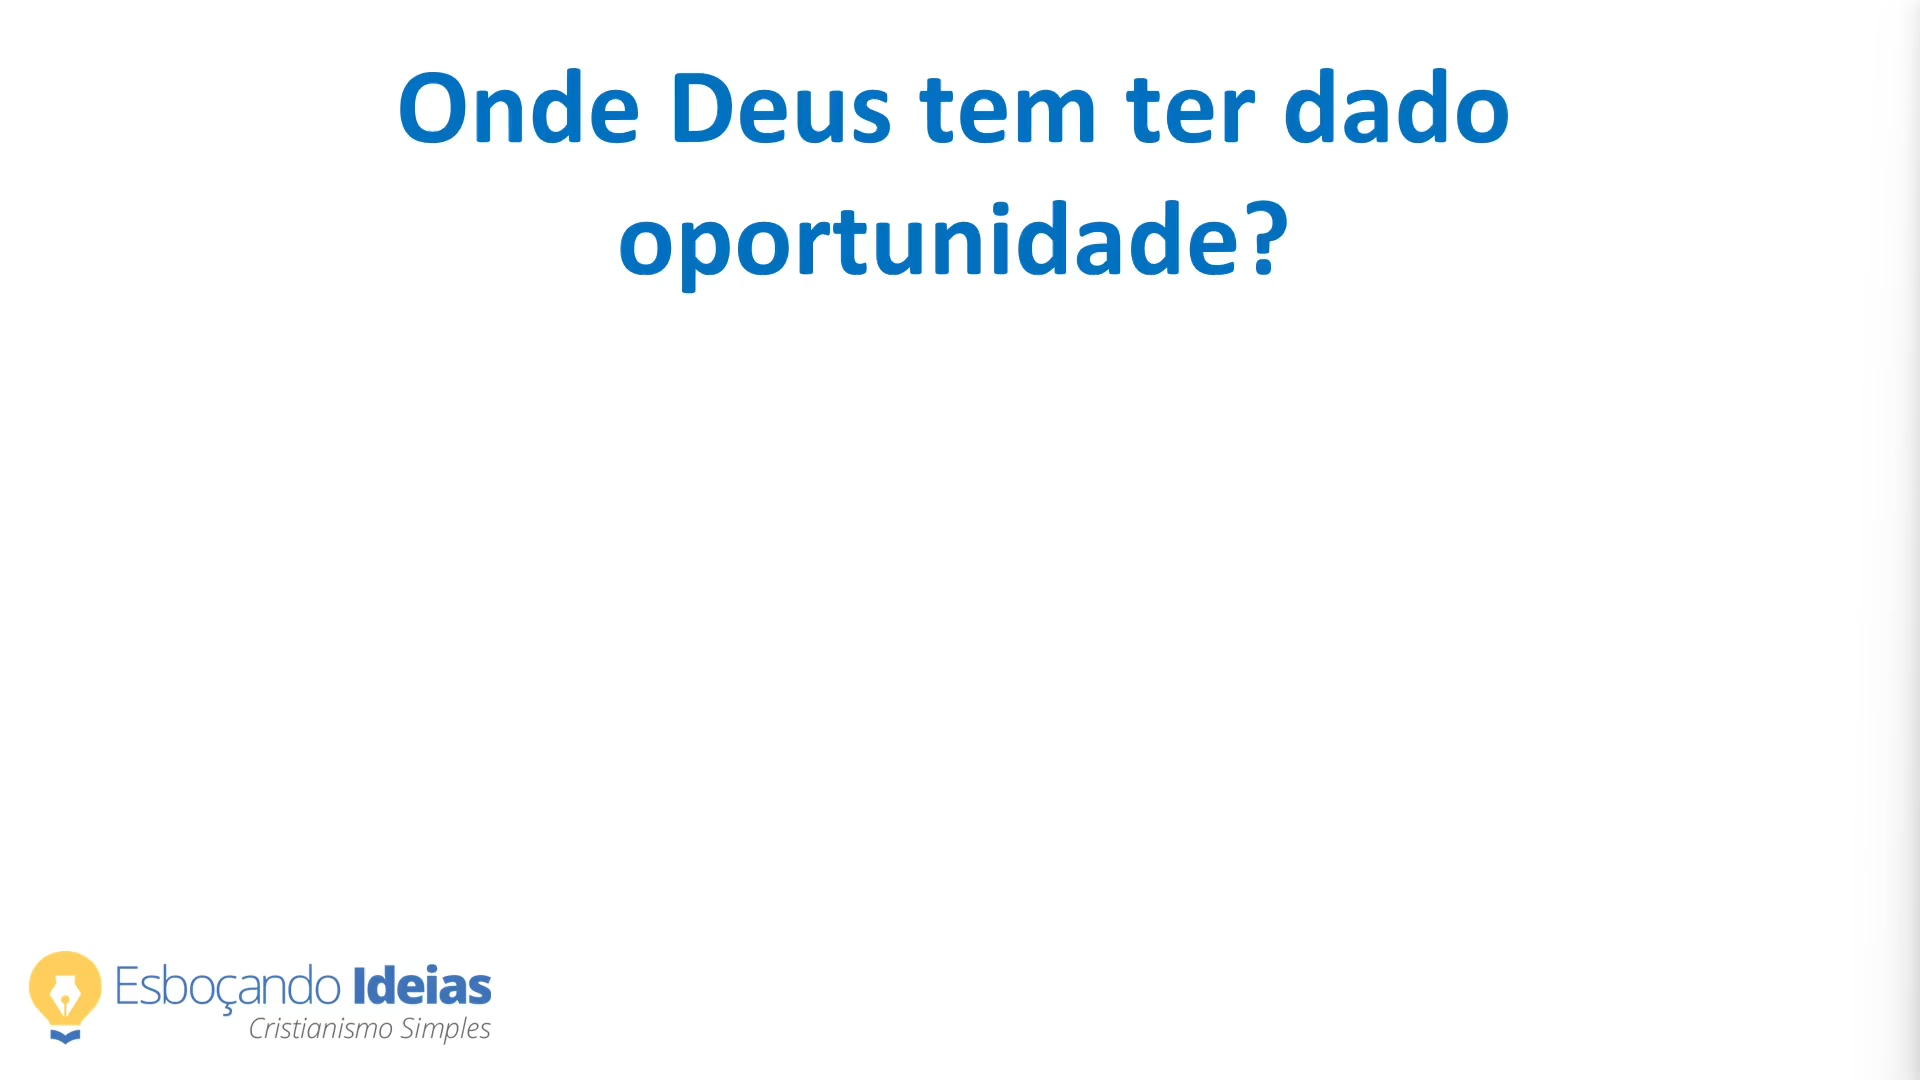 Onde Deus tem ter dado
oportunidade?
Esboçando Ideias
Cristianismo Simples